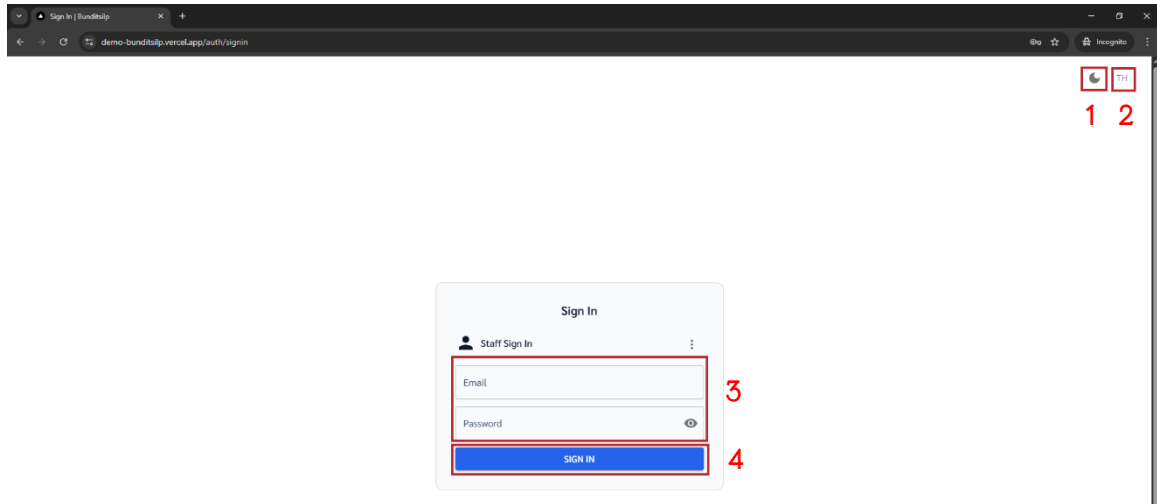 Sign In | Bunditsilp
demo-bunditsilp.vercel.app/auth/signin
Incognito
TH
1 2
Sign In
Staff Sign In
Email
3
Password
SIGN IN
4